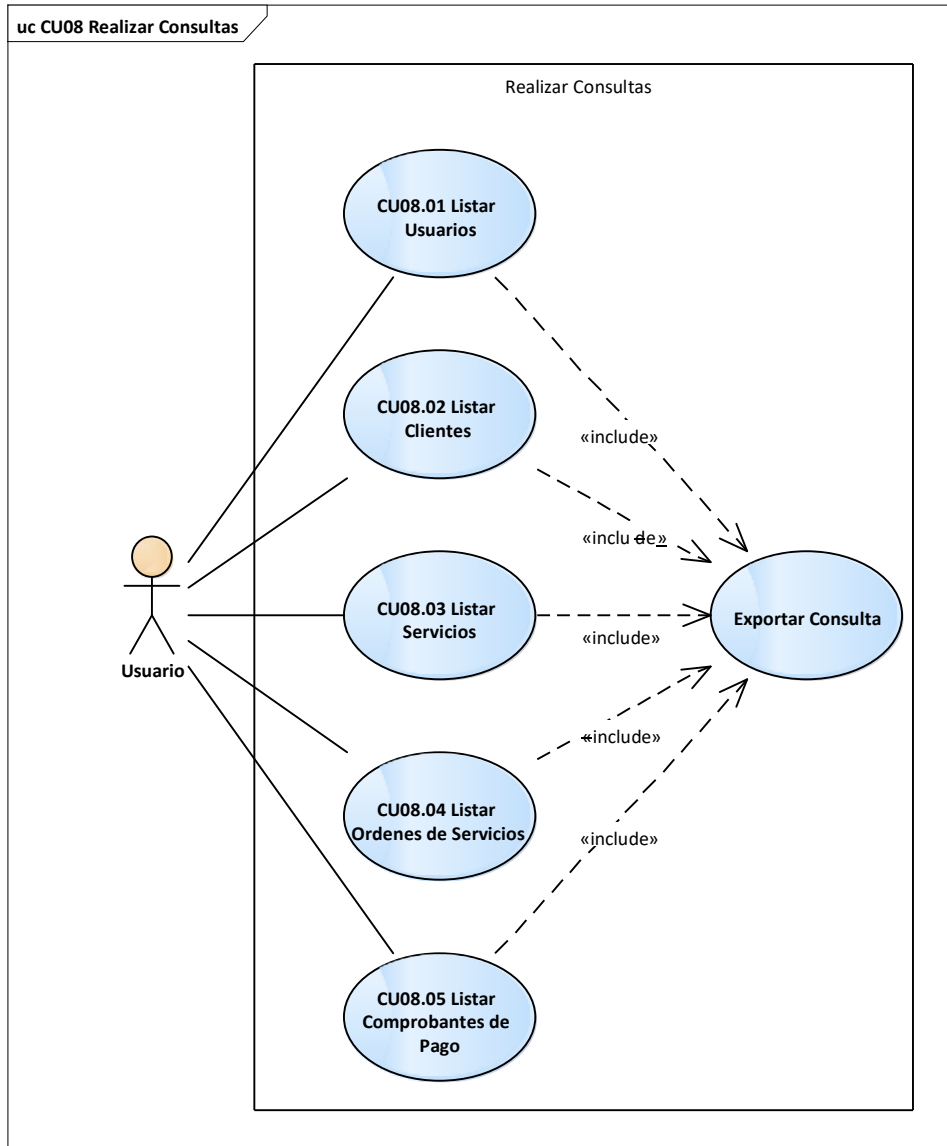 uc CU08 Realizar Consultas
Realizar Consultas
CU08.01 Listar
Usuarios
CU08.02 Listar
Clientes
«include»
«include»
CU08.03 Listar
Servicios
«include»
Exportar Consulta
Usuario
«include»
CU08.04 Listar
Ordenes de Servicios
«include»
CU08.05 Listar
Comprobantes de
Pago